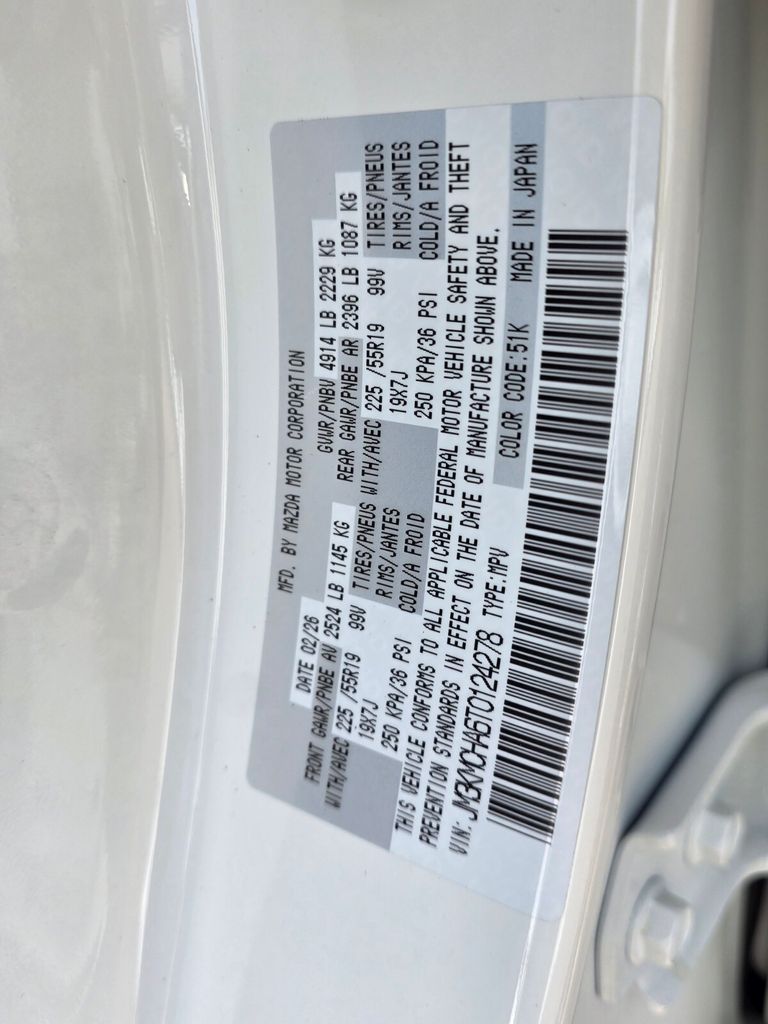 MFD. BY MAZDA MOTOR CORPORATION
DATE 02/26 GVWR/PNBV 4914 LB 2229 KG
FRONT GAWR/PNBE AV 2524 LB 1145 KG REAR GAWR/PNBE AR 2396 LB 1087 KG
WITH/AVEC 225 /55R19 99V TIRES/PNEUS WITH/AVEC 225 /55R19 99V TIRES/PNEUS
19X7J RIMS/JANTES 19X7J RIMS/JANTES
250 KPA/36 PSI COLD/A FROID 250 KPA/36 PSI COLD/A FROID
THIS VEHICLE CONFORMS TO ALL APPLICABLE FEDERAL MOTOR VEHICLE SAFETY AND THEFT
PREVENTION STANDARDS IN EFFECT ON THE DATE OF MANUFACTURE SHOWN ABOVE.
VIN: JM3KMCHA6T0124278 TYPE:MPV COLOR CODE:51K MADE IN JAPAN